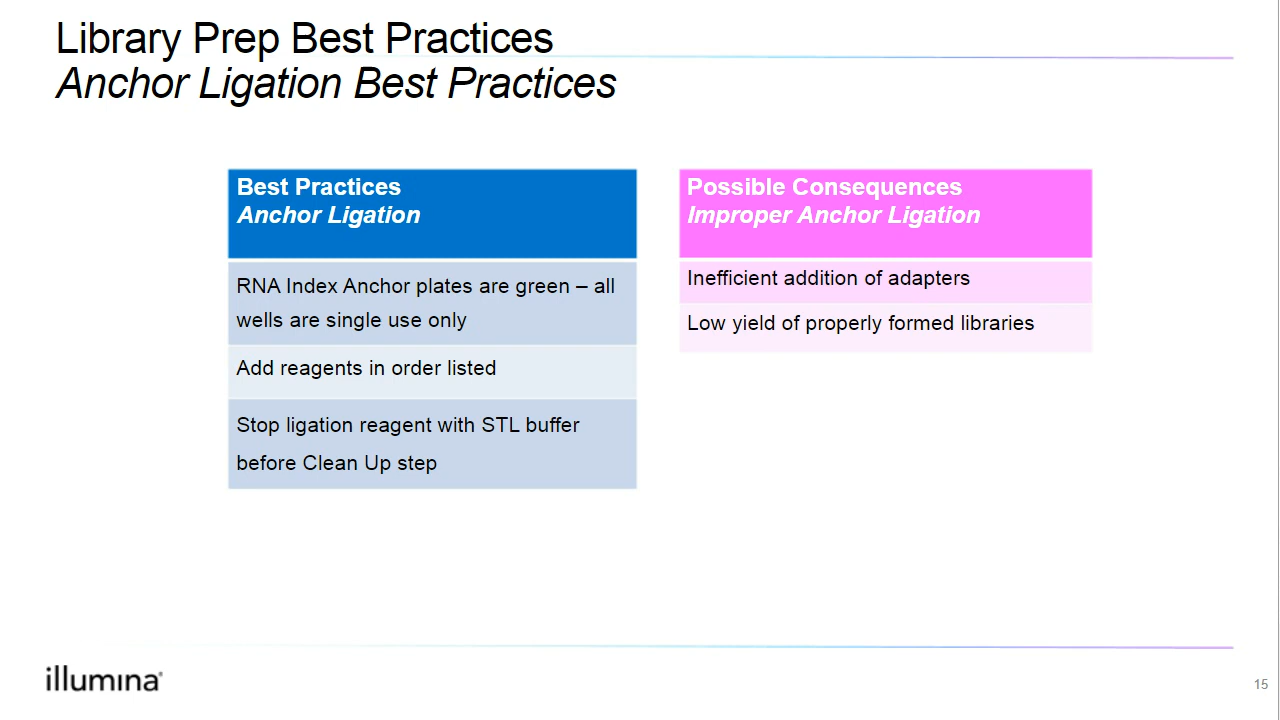 Library Prep Best Practices
Anchor Ligation Best Practices
Best Practices
Anchor Ligation
RNA Index Anchor plates are green – all
wells are single use only
Add reagents in order listed
Stop ligation reagent with STL buffer
before Clean Up step
Possible Consequences
Improper Anchor Ligation
Inefficient addition of adapters
Low yield of properly formed libraries
illumina®
15